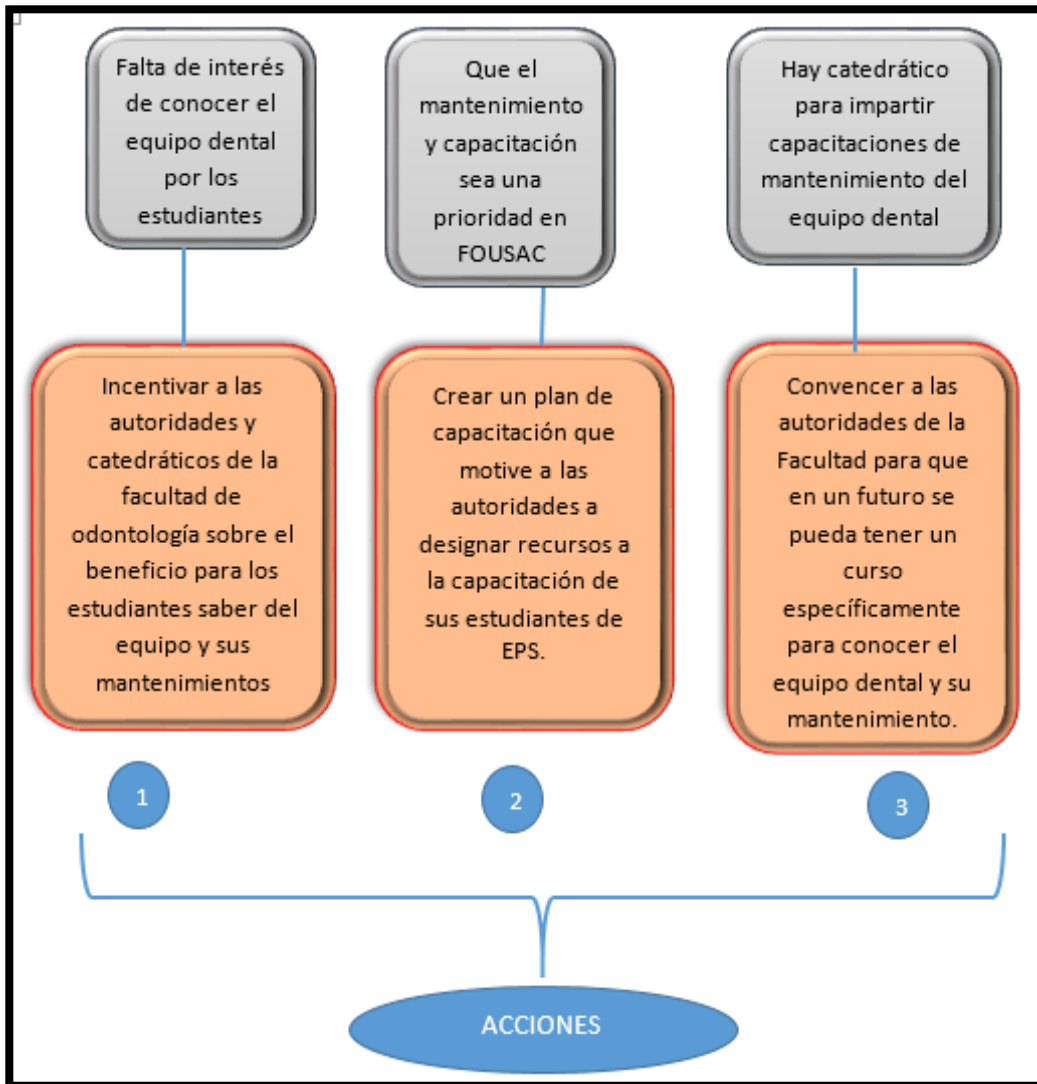 Falta de interés
de conocer el
equipo dental
por los
estudiantes
Que el
mantenimiento
y capacitación
sea una
prioridad en
FOUSAC
Hay catedrático
para impartir
capacitaciones de
mantenimiento del
equipo dental
Incentivar a las
autoridades y
catedráticos de la
facultad de
odontología sobre el
beneficio para los
estudiantes saber del
equipo y sus
mantenimientos
Crear un plan de
capacitación que
motive a las
autoridades a
designar recursos a
la capacitación de
sus estudiantes de
EPS.
Convencer a las
autoridades de la
Facultad para que
en un futuro se
pueda tener un
curso
específicamente
para conocer el
equipo dental y su
mantenimiento.
1
2
3
ACCIONES